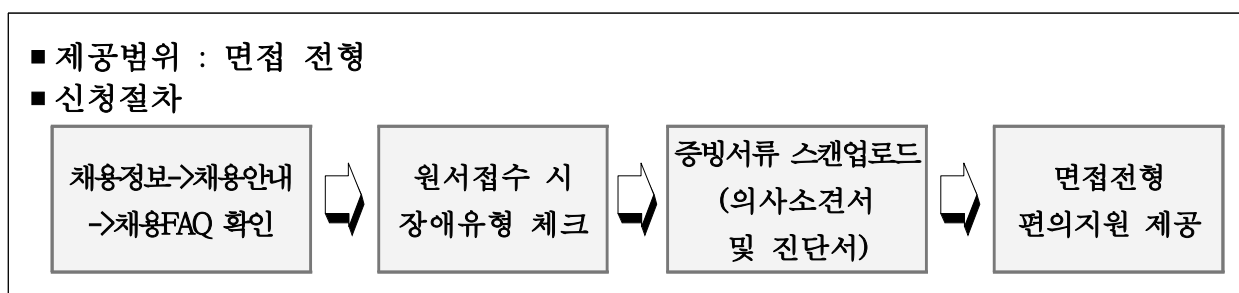 ■ 제공범위 : 면접 전형
■ 신청절차
채용정보->채용안내
->채용FAQ 확인
원서접수 시
장애유형 체크
증빙서류 스캔업로드
(의사소견서
및 진단서)
면접전형
편의지원 제공